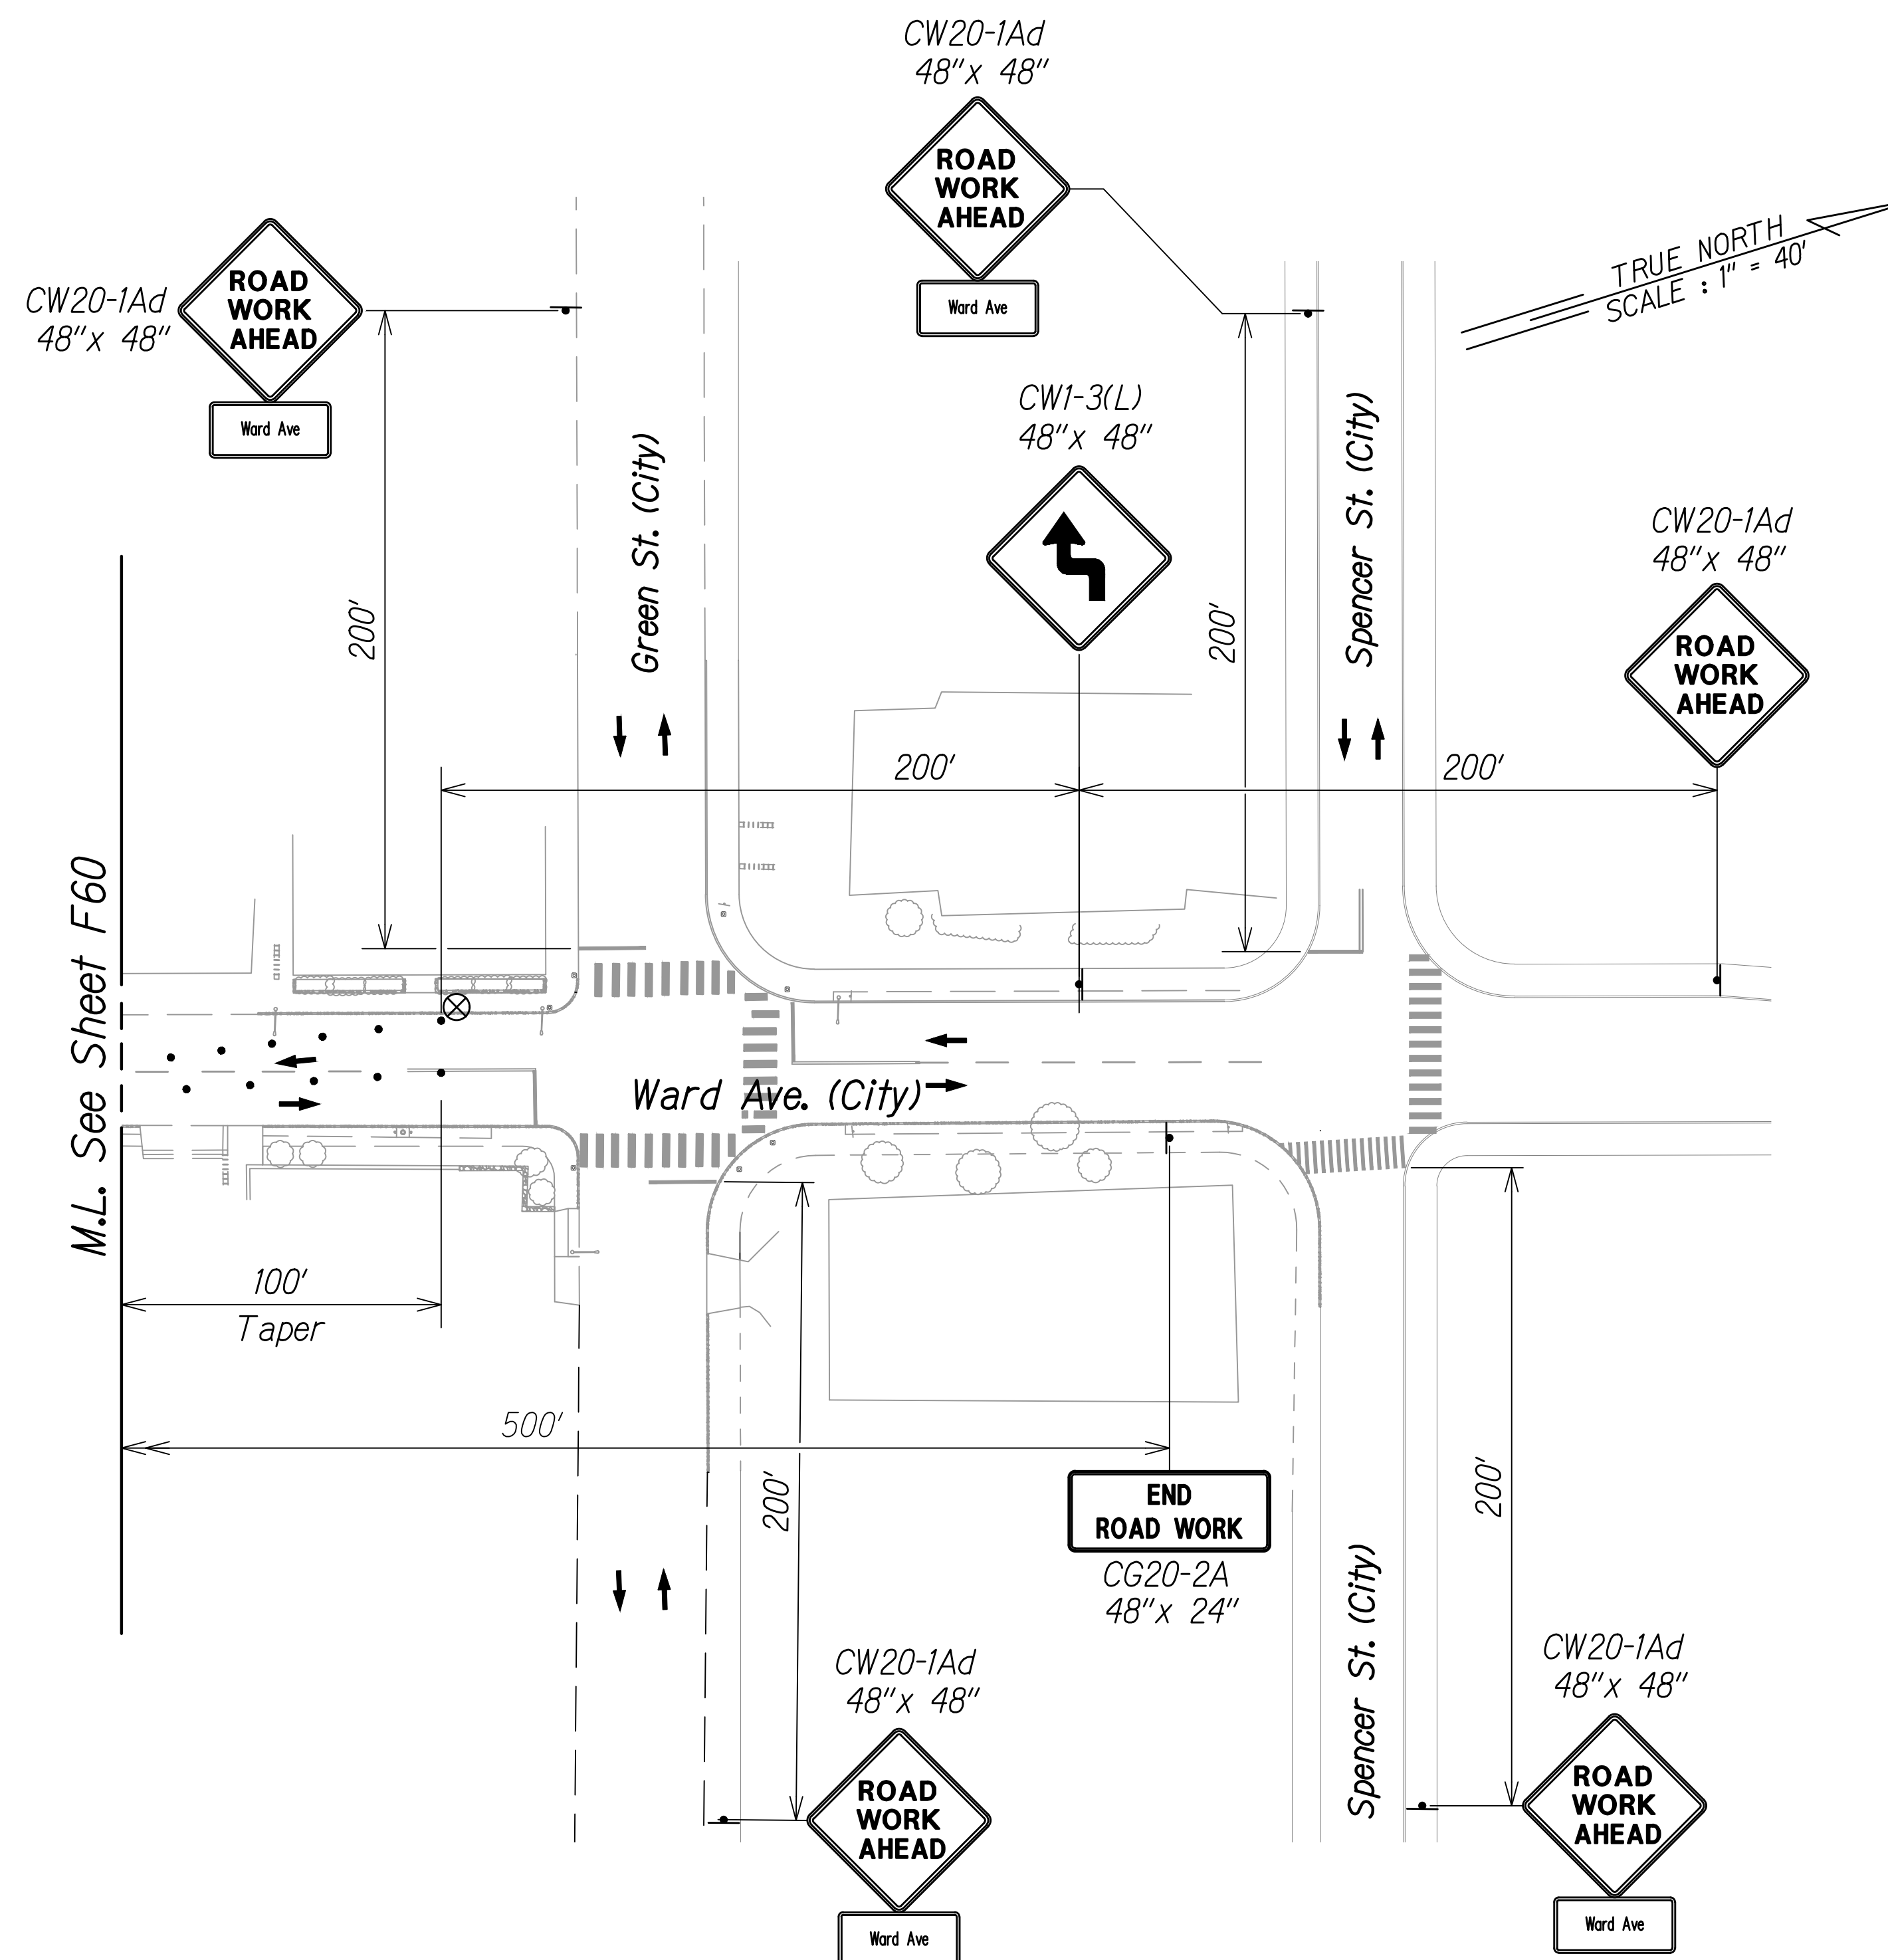 CW20-1Ad
48"x 48"
ROAD
WORK
AHEAD
Ward Ave
CW20-1Ad
48"x 48"
ROAD
WORK
AHEAD
Ward Ave
TRUE NORTH
SCALE : 1" = 40'
CW1-3(L)
48"x 48"
Green St. (City)
Spencer St. (City)
CW20-1Ad
48"x 48"
ROAD
WORK
AHEAD
200'
200'
200'
200'
M.L. See Sheet F60
Ward Ave. (City)
100'
Taper
500'
200'
200'
END
ROAD WORK
CG20-2A
48"x 24"
Spencer St. (City)
CW20-1Ad
48"x 48"
ROAD
WORK
AHEAD
Ward Ave
CW20-1Ad
48"x 48"
ROAD
WORK
AHEAD
Ward Ave